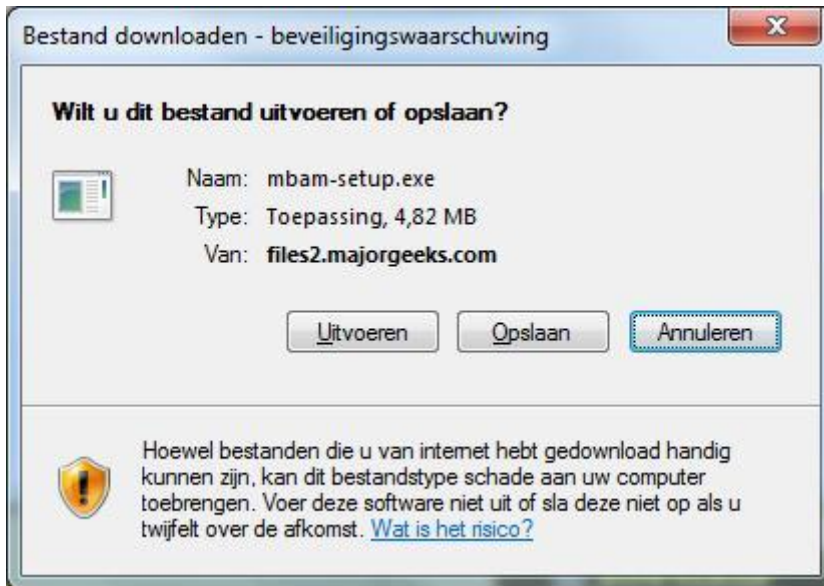 Bestand downloaden - beveiligingswaarschuwing
Wilt u dit bestand uitvoeren of opslaan?
Naam: mbam-setup.exe
Type: Toepassing, 4,82 MB
Van: files2.majorgeeks.com
Uitvoeren Opslaan Annuleren
Hoewel bestanden die u van internet hebt gedownload handig
kunnen zijn, kan dit bestandstype schade aan uw computer
toebrengen. Voer deze software niet uit of sla deze niet op als u
twijfelt over de afkomst. Wat is het risico?